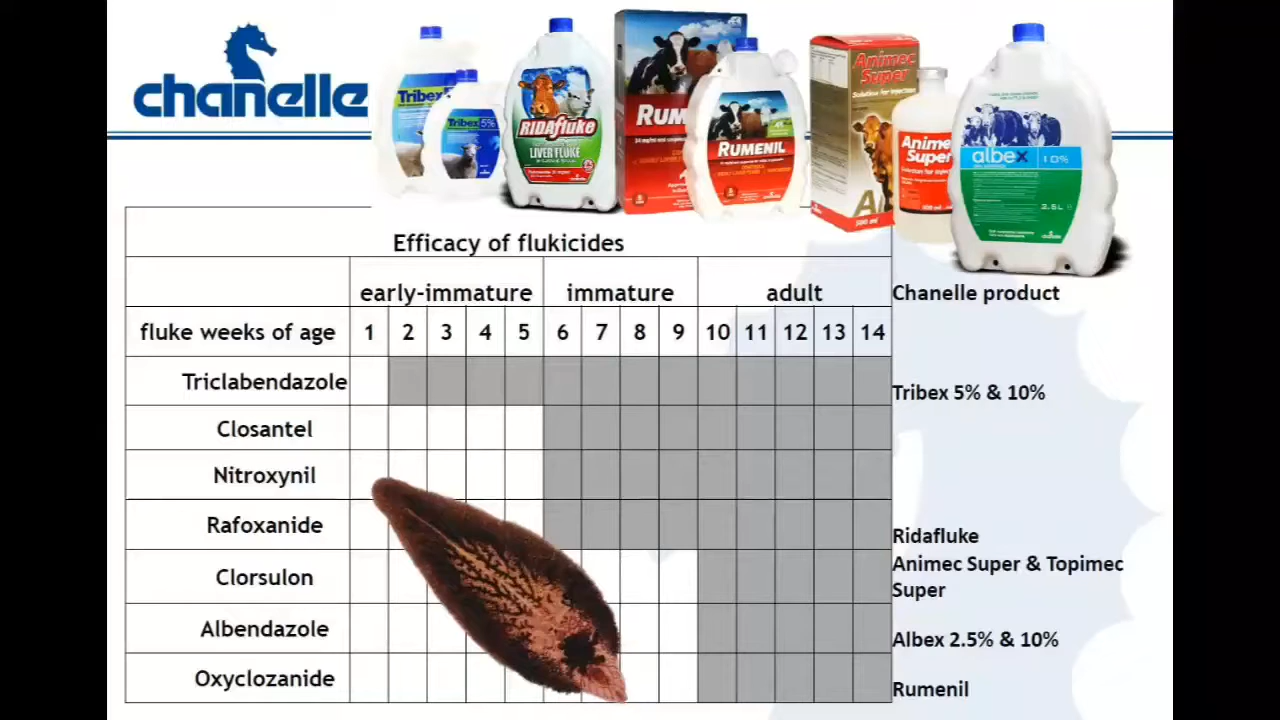 chanelle
Tribex
Tribex 5%
RIDAfluke
LIVER FLUKE
RUM
RUMENIL
Animec
Super
Solution for Injection
Anime
Super
albex 10%
2.5L
Efficacy of flukicides
early-immature immature adult Chanelle product
fluke weeks of age 1 2 3 4 5 6 7 8 9 10 11 12 13 14
Triclabendazole Tribex 5% & 10%
Closantel
Nitroxynil
Rafoxanide Ridafluke
Clorsulon Animec Super & Topimec
Super
Albendazole Albex 2.5% & 10%
Oxyclozanide Rumenil